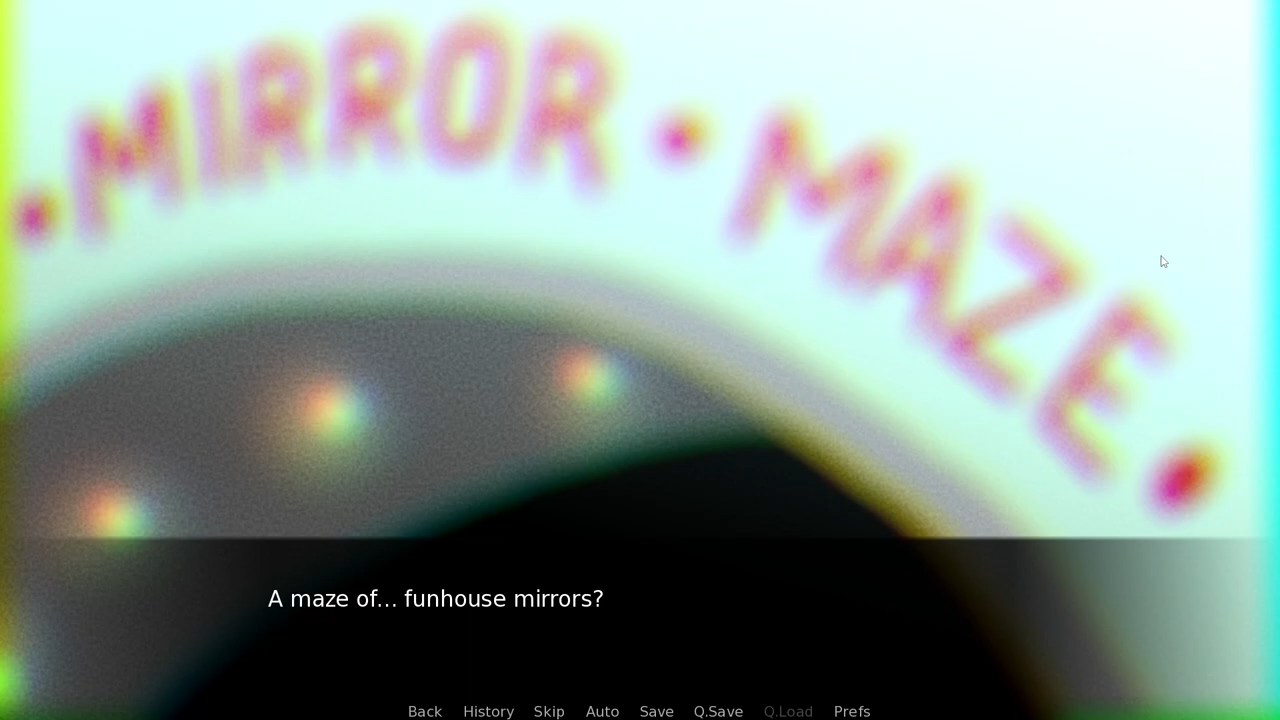 • MIRROR • MAZE •
A maze of... funhouse mirrors?
Back History Skip Auto Save Q.Save Q.Load Prefs